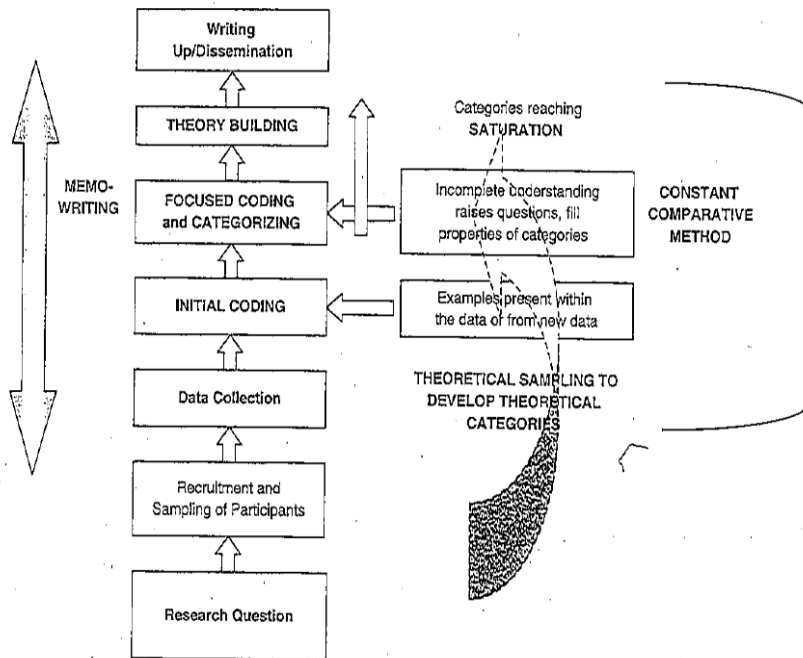 Writing
Up/Dissemination
THEORY BUILDING
MEMO-
WRITING
FOCUSED CODING
and CATEGORIZING
INITIAL CODING
Data Collection
Recruitment and
Sampling of Participants
Research Question
Categories reaching
SATURATION
Incomplete understanding
raises questions, fill
properties of categories
Examples present within
the data or from new data
THEORETICAL SAMPLING TO
DEVELOP THEORETICAL
CATEGORIES
CONSTANT
COMPARATIVE
METHOD